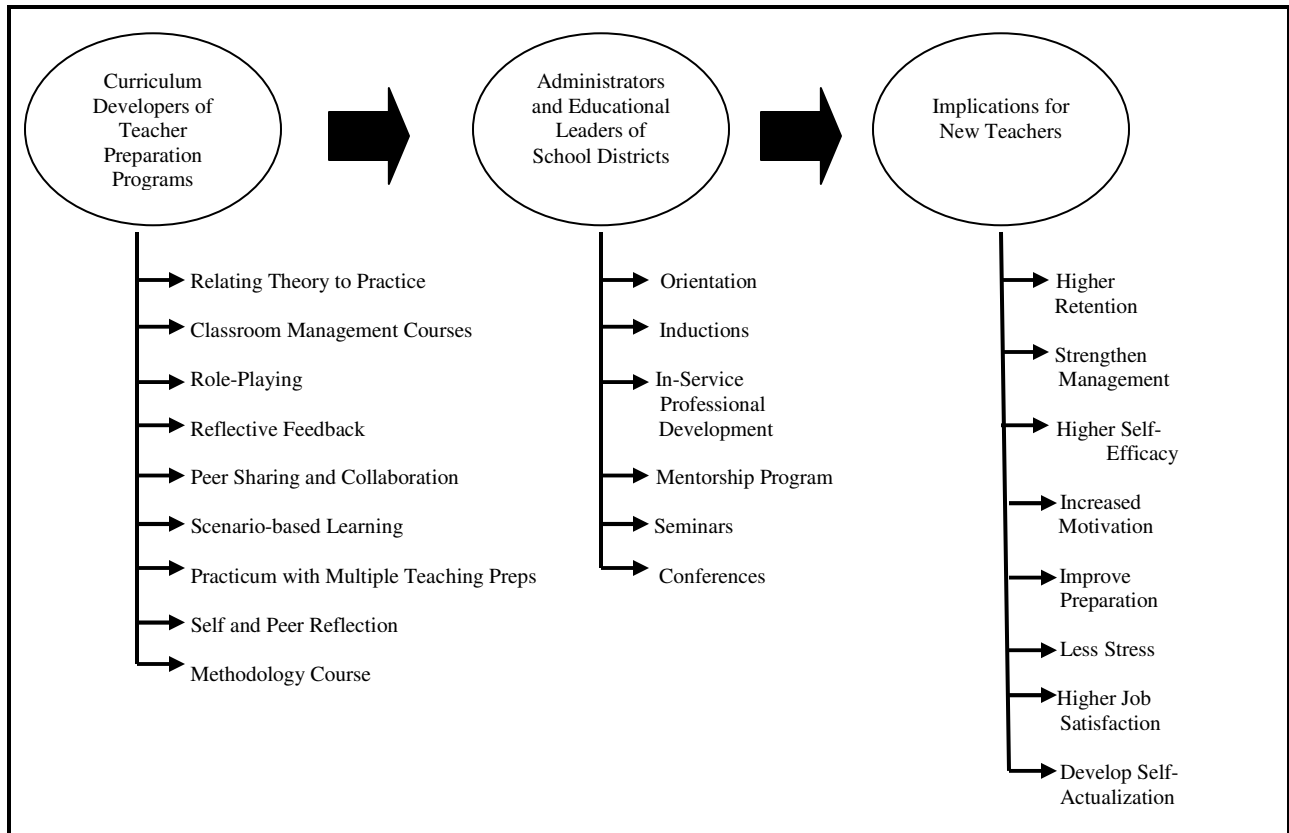 Curriculum
Developers of
Teacher
Preparation
Programs
Relating Theory to Practice
Classroom Management Courses
Role-Playing
Reflective Feedback
Peer Sharing and Collaboration
Scenario-based Learning
Practicum with Multiple Teaching Preps
Self and Peer Reflection
Methodology Course
Administrators
and Educational
Leaders of
School Districts
Orientation
Inductions
In-Service
Professional
Development
Mentorship Program
Seminars
Conferences
Implications for
New Teachers
Higher
Retention
Strengthen
Management
Higher Self-
Efficacy
Increased
Motivation
Improve
Preparation
Less Stress
Higher Job
Satisfaction
Develop Self-
Actualization